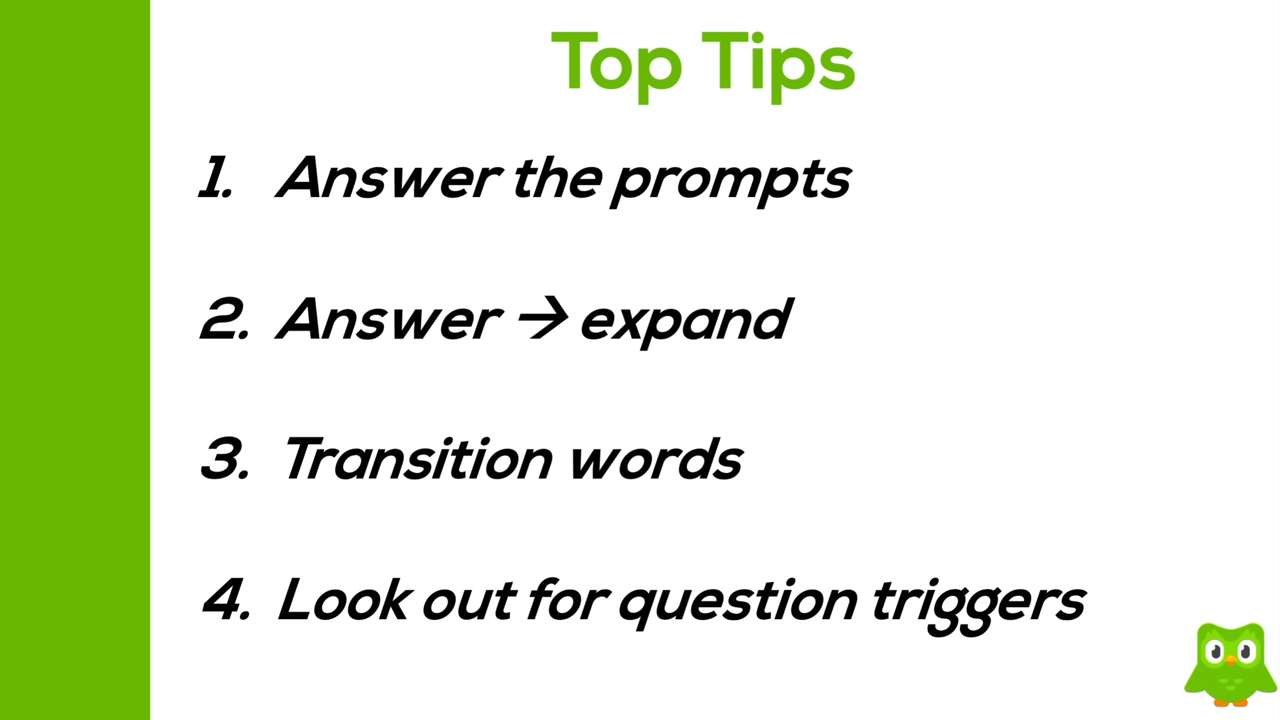 Top Tips
1. Answer the prompts
2. Answer → expand
3. Transition words
4. Look out for question triggers